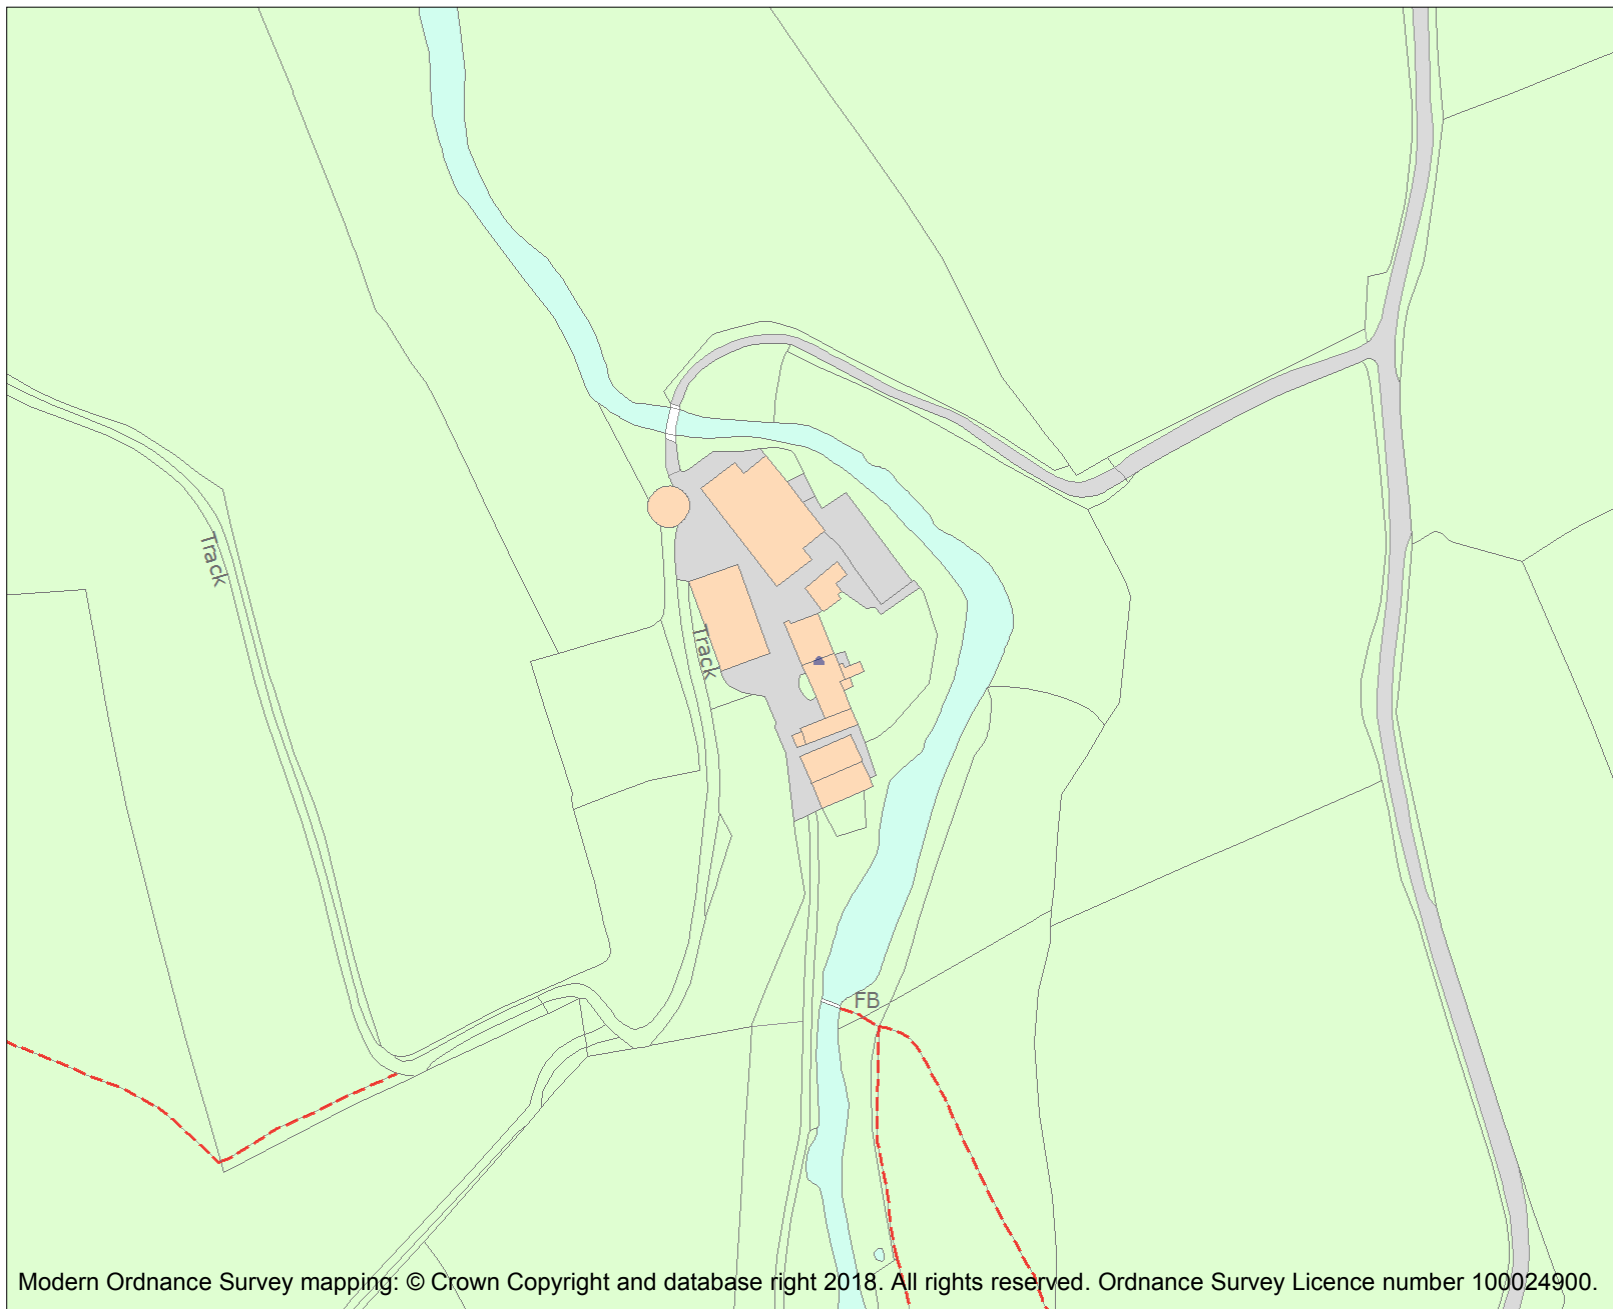 Track
Track
FB
Modern Ordnance Survey mapping: © Crown Copyright and database right 2018. All rights reserved. Ordnance Survey Licence number 100024900.